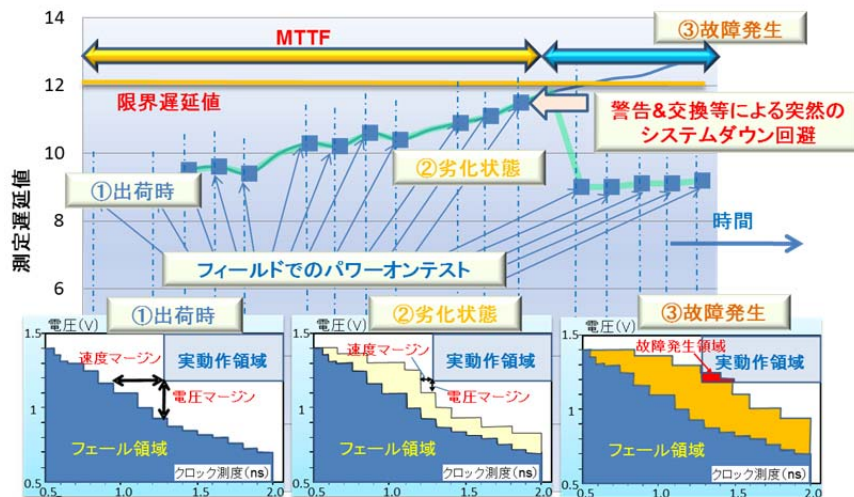 14
MTTF
③故障発生
12
限界遅延値
警告&交換等による突然の
システムダウン回避
10
②劣化状態
①出荷時
8
時間
測定遅延値
フィールドでのパワーオンテスト
6
電圧(V)
①出荷時
1.5
速度マージン
実動作領域
電圧マージン
1
フェール領域
クロック測度(ns)
0.5
0.5
1.0
1.5
2.0
電圧(V)
②劣化状態
1.5
速度マージン
実動作領域
電圧マージン
1
フェール領域
クロック測度(ns)
0.5
0.5
1.0
1.5
2.0
電圧(V)
③故障発生
1.5
故障発生領域
実動作領域
1
フェール領域
クロック測度(ns)
0.5
0.5
1.0
1.5
2.0